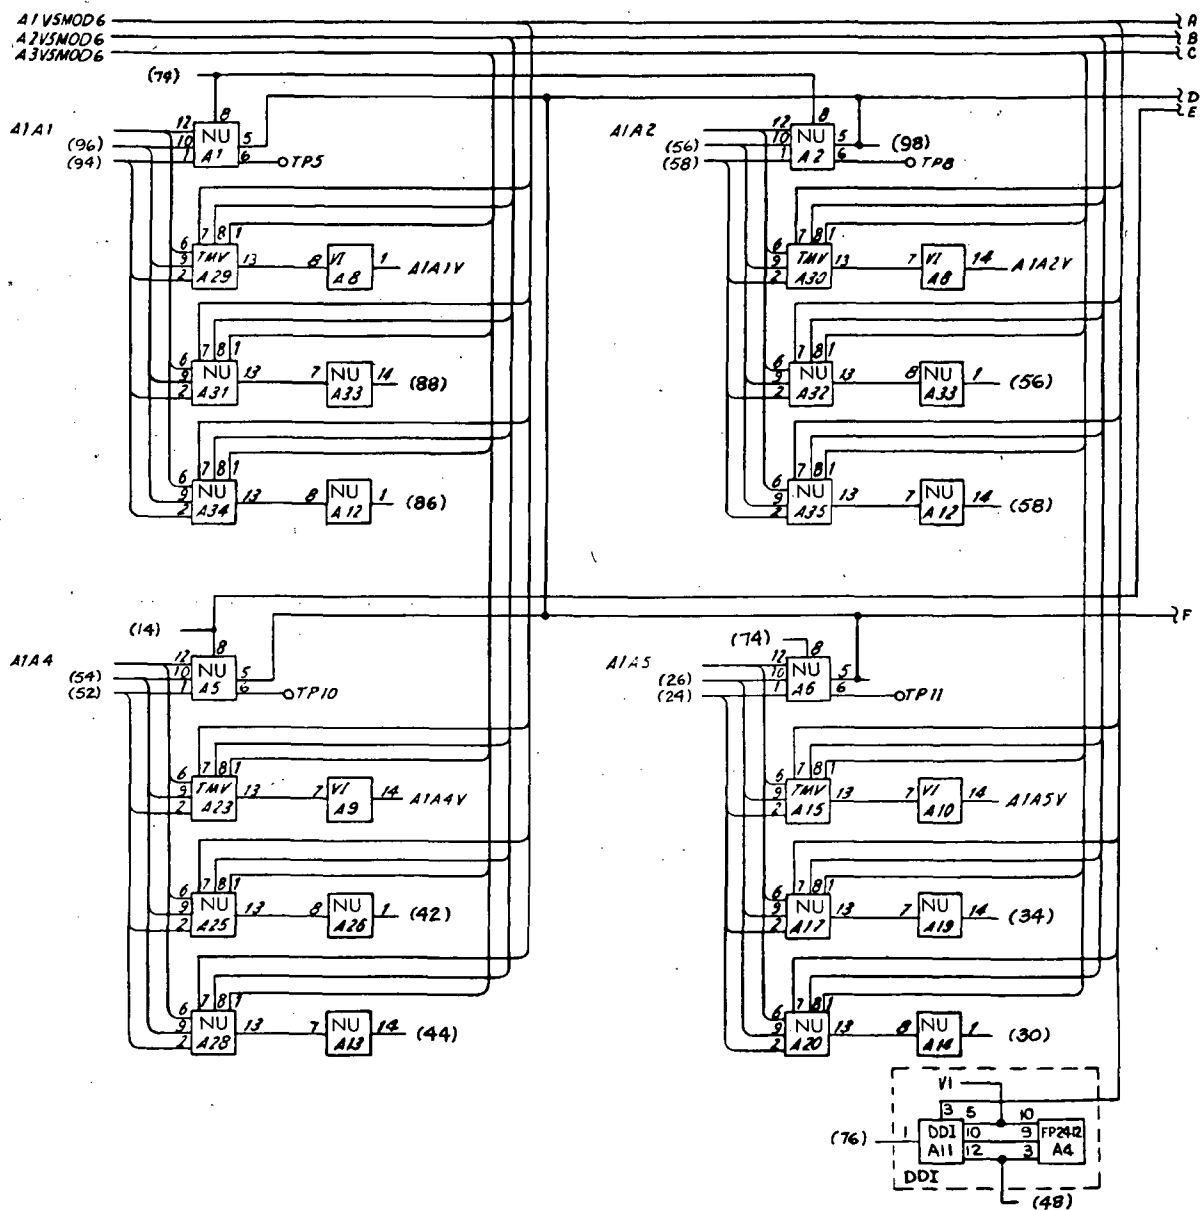 A1V5MOD6 A
A2V5MOD6 B
A3V5MOD6 C
(74) D
E
8 8
A1A1 12 NU 5 A1A2 12 NU 5 (98)
(96) 10 A1 6 TP5 (56) 10 A2 6 TP8
(94) 1 (58) 1
7 8 1 7 8 1
6 TMV 13 8 VI 1 A1A1V 6 TMV 13 7 VI 14 A1A2V
9 A29 A8 9 A30 A8
2 2
7 8 1 7 8 1
6 NU 13 7 NU 14 (88) 6 NU 13 8 NU 1 (56)
9 A31 A33 9 A32 A33
2 2
7 8 1 7 8 1
6 NU 13 8 NU 1 (86) 6 NU 13 7 NU 14 (58)
9 A34 A12 9 A35 A12
2 2
F
(14) 8 (74) 8
A1A4 12 NU 5 A1A5 12 NU 5
(54) 10 A5 6 TP10 (26) 10 A6 6 TP11
(52) 1 (24) 1
7 8 1 7 8 1
6 TMV 13 7 VI 14 A1A4V 6 TMV 13 7 VI 14 A1A5V
9 A23 A9 9 A15 A10
2 2
7 8 1 7 8 1
6 NU 13 8 NU 1 (42) 6 NU 13 7 NU 14 (34)
9 A25 A26 9 A17 A19
2 2
7 8 1 7 8 1
6 NU 13 7 NU 14 (44) 6 NU 13 8 NU 1 (30)
9 A28 A13 9 A20 A14
2 2
VI
3 5 10
(76) 1 DDI 10 9 FP2412
A11 12 3 A4
DDI
(48)